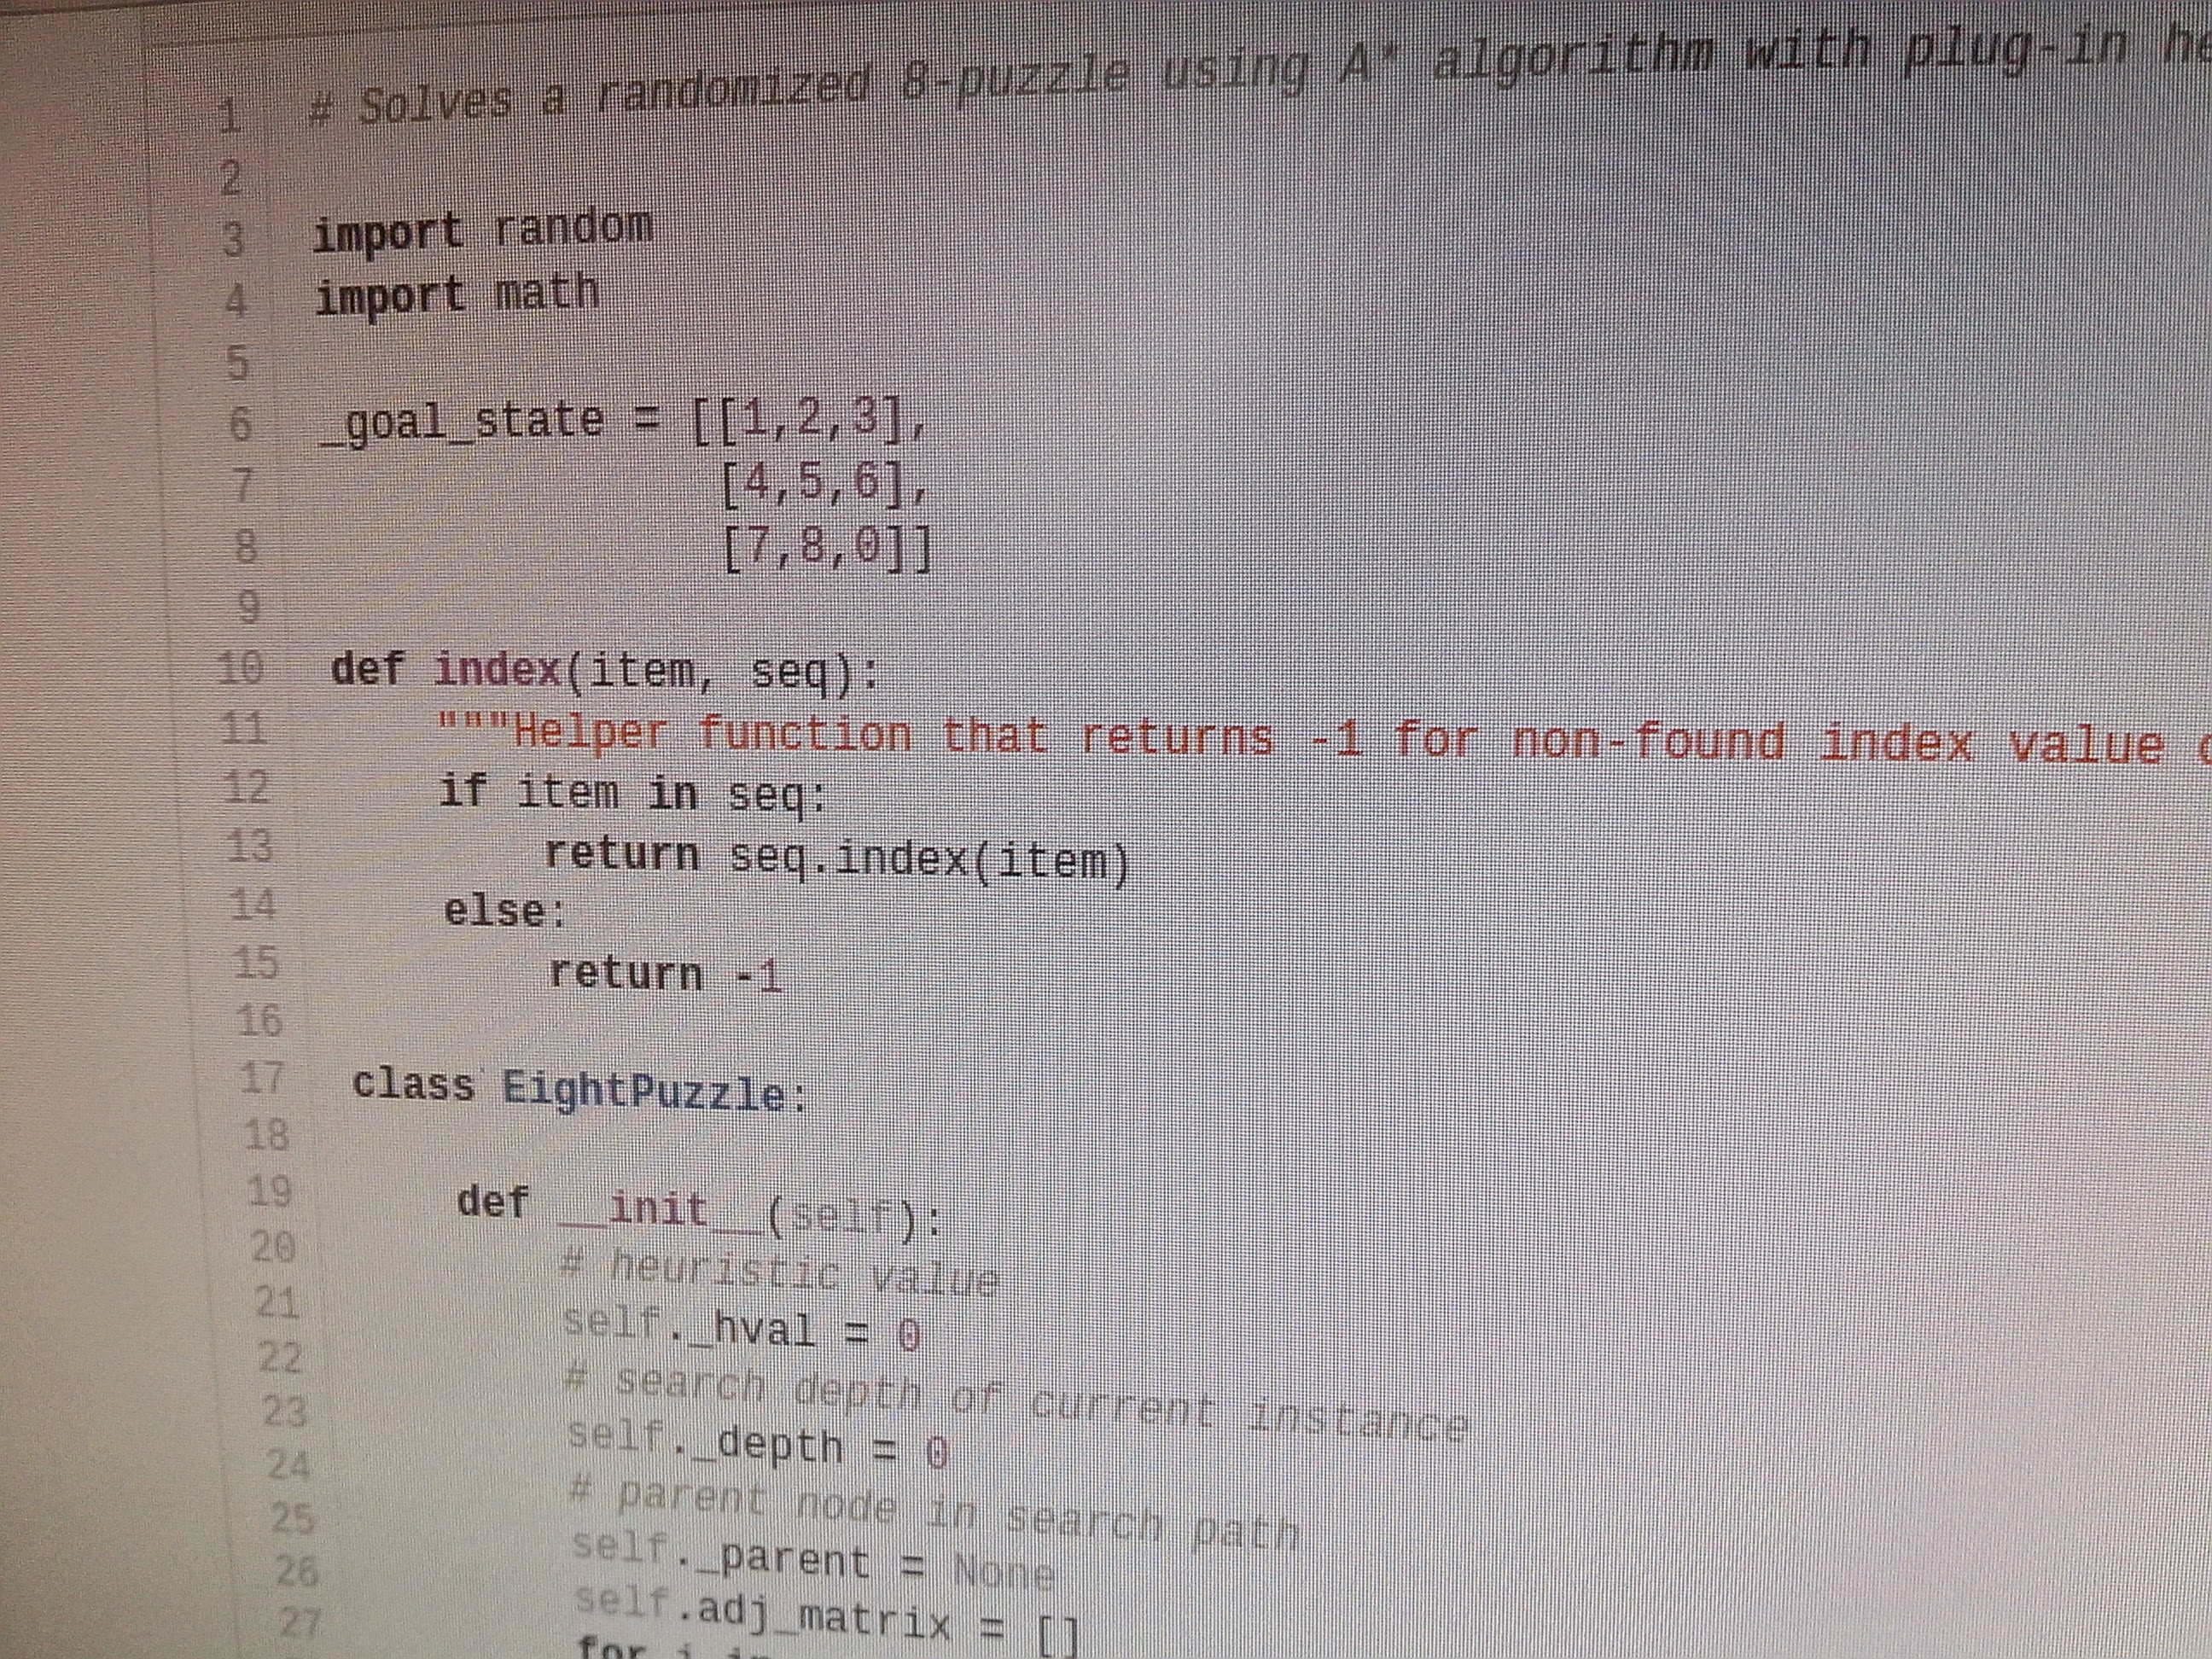 1 # Solves a randomized 8-puzzle using A* algorithm with plug-in
2
3 import random
4 import math
5
6 _goal_state = [[1,2,3],
7 [4,5,6],
8 [7,8,0]]
9
10 def index(item, seq):
11 """Helper function that returns -1 for non-found index value
12 if item in seq:
13 return seq.index(item)
14 else:
15 return -1
16
17 class EightPuzzle:
18
19 def __init__(self):
20 # heuristic value
21 self._hval = 0
22 # search depth of current instance
23 self._depth = 0
24 # parent node in search path
25 self._parent = None
26 self.adj_matrix = []
27 for i in